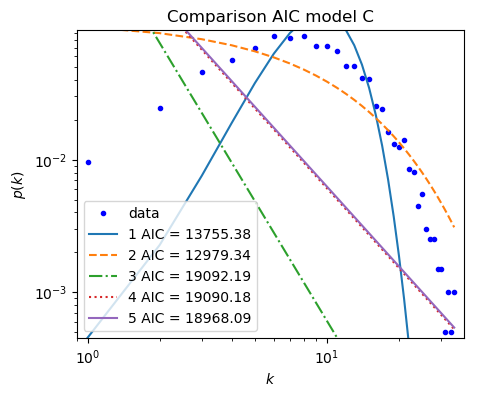 Comparison AIC model C
p(k)
10⁻²
10⁻³
data
1 AIC = 13755.38
2 AIC = 12979.34
3 AIC = 19092.19
4 AIC = 19090.18
5 AIC = 18968.09
10⁰
10¹
k